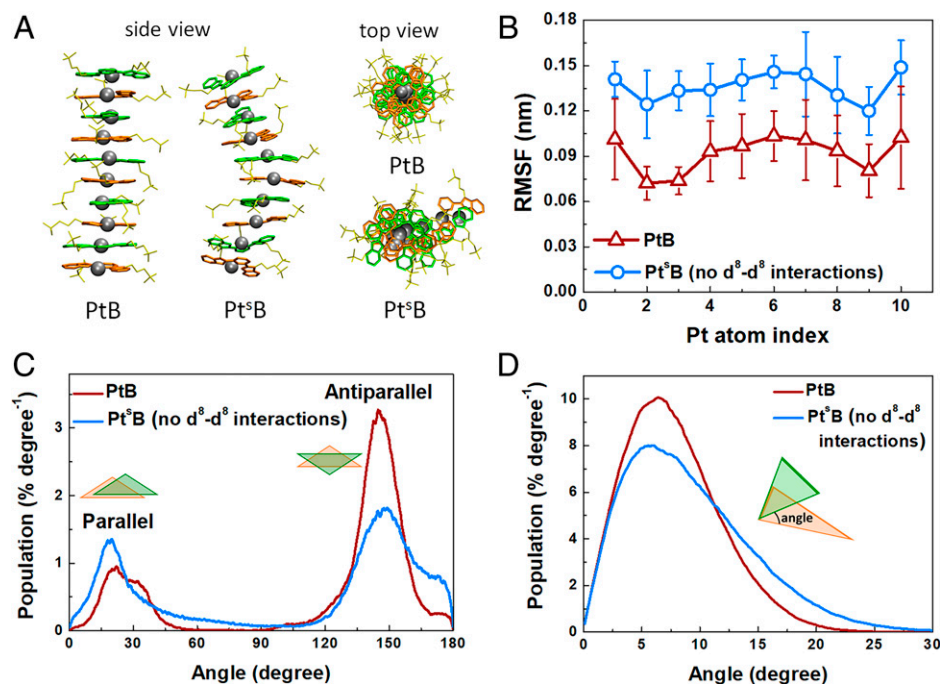 A
side view
top view
PtB
PtˢB
PtB
PtˢB
B
RMSF (nm)
0.15
0.12
0.09
0.06
0.03
0.00
PtB
PtˢB (no d⁸-d⁸ interactions)
0 2 4 6 8 10
Pt atom index
C
Population (% degree⁻¹)
3
2
1
0
PtB
PtˢB (no d⁸-d⁸ interactions)
Antiparallel
Parallel
0 30 60 90 120 150 180
Angle (degree)
D
Population (% degree⁻¹)
10
8
6
4
2
0
PtB
PtˢB (no d⁸-d⁸
interactions)
angle
0 5 10 15 20 25 30
Angle (degree)